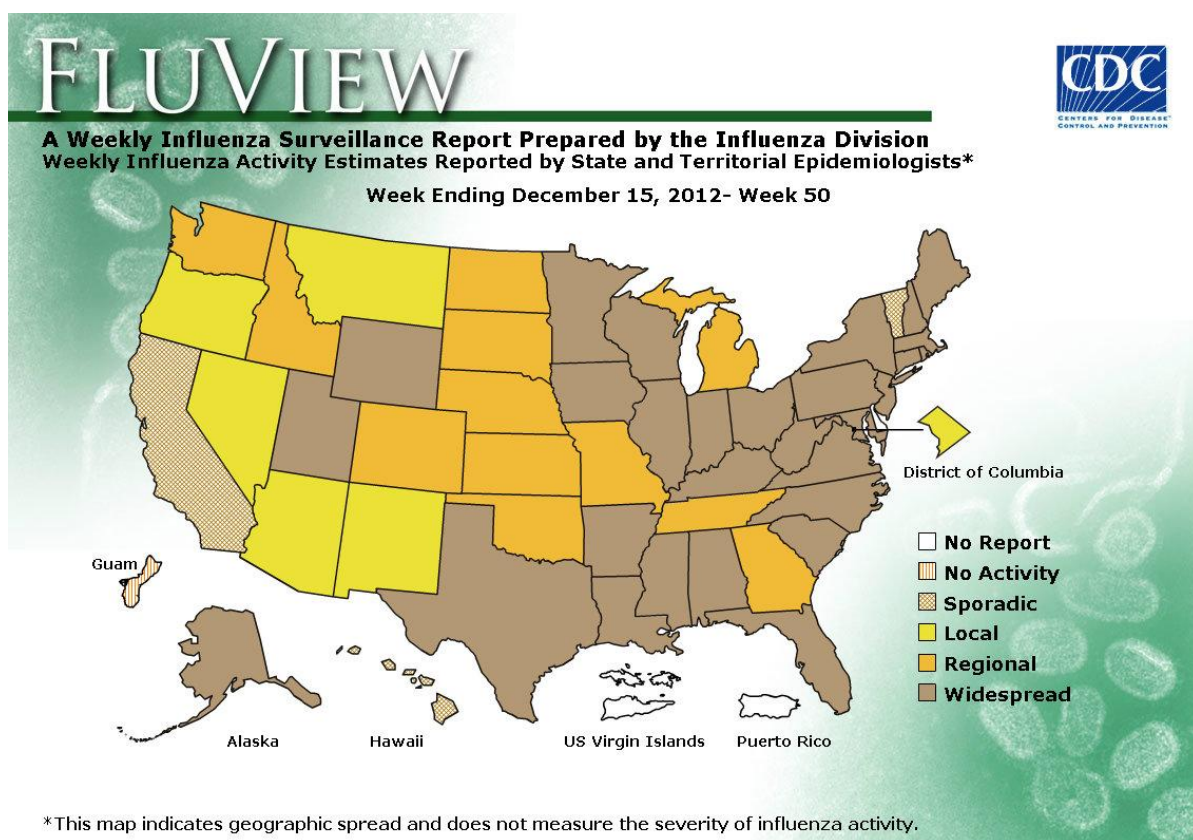 FLUVIEW
CDC
CENTERS FOR DISEASE
CONTROL AND PREVENTION
A Weekly Influenza Surveillance Report Prepared by the Influenza Division
Weekly Influenza Activity Estimates Reported by State and Territorial Epidemiologists*
Week Ending December 15, 2012- Week 50
District of Columbia
Guam
No Report
No Activity
Sporadic
Local
Regional
Widespread
Alaska
Hawaii
US Virgin Islands
Puerto Rico
*This map indicates geographic spread and does not measure the severity of influenza activity.